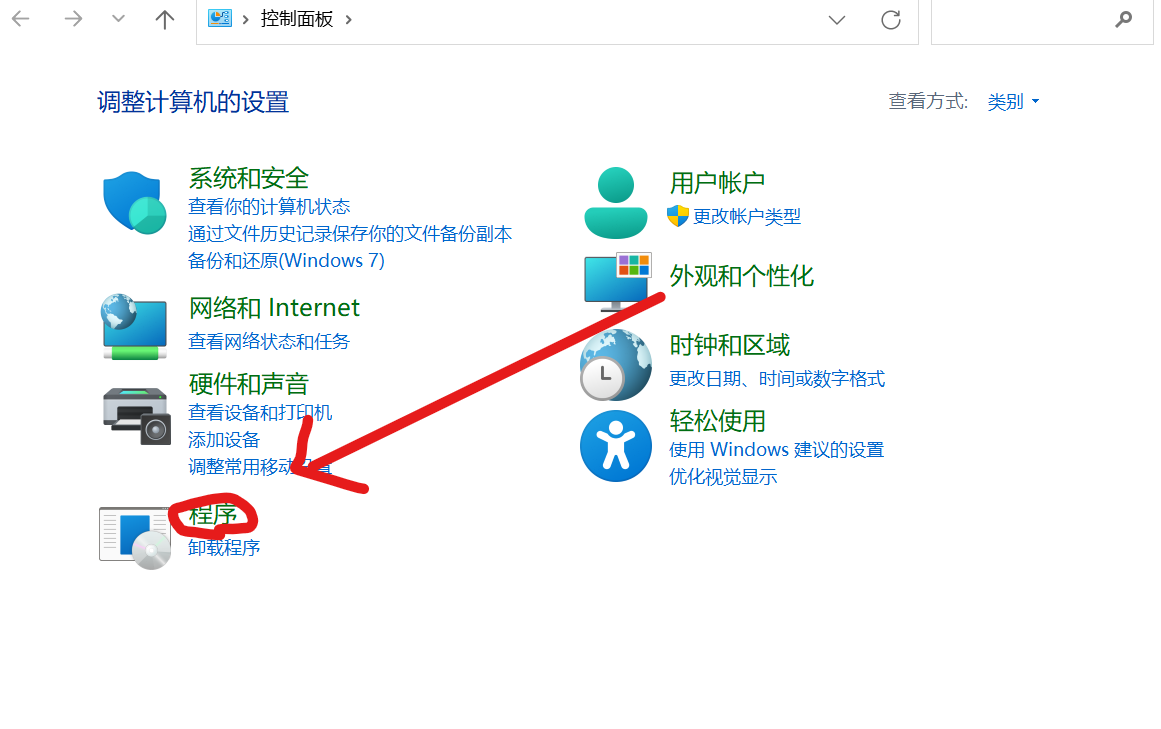 控制面板
调整计算机的设置
查看方式:
类别
系统和安全
查看你的计算机状态
通过文件历史记录保存你的文件备份副本
备份和还原(Windows 7)
网络和 Internet
查看网络状态和任务
硬件和声音
查看设备和打印机
添加设备
调整常用移动设置
程序
卸载程序
用户帐户
更改帐户类型
外观和个性化
时钟和区域
更改日期、时间或数字格式
轻松使用
使用 Windows 建议的设置
优化视觉显示